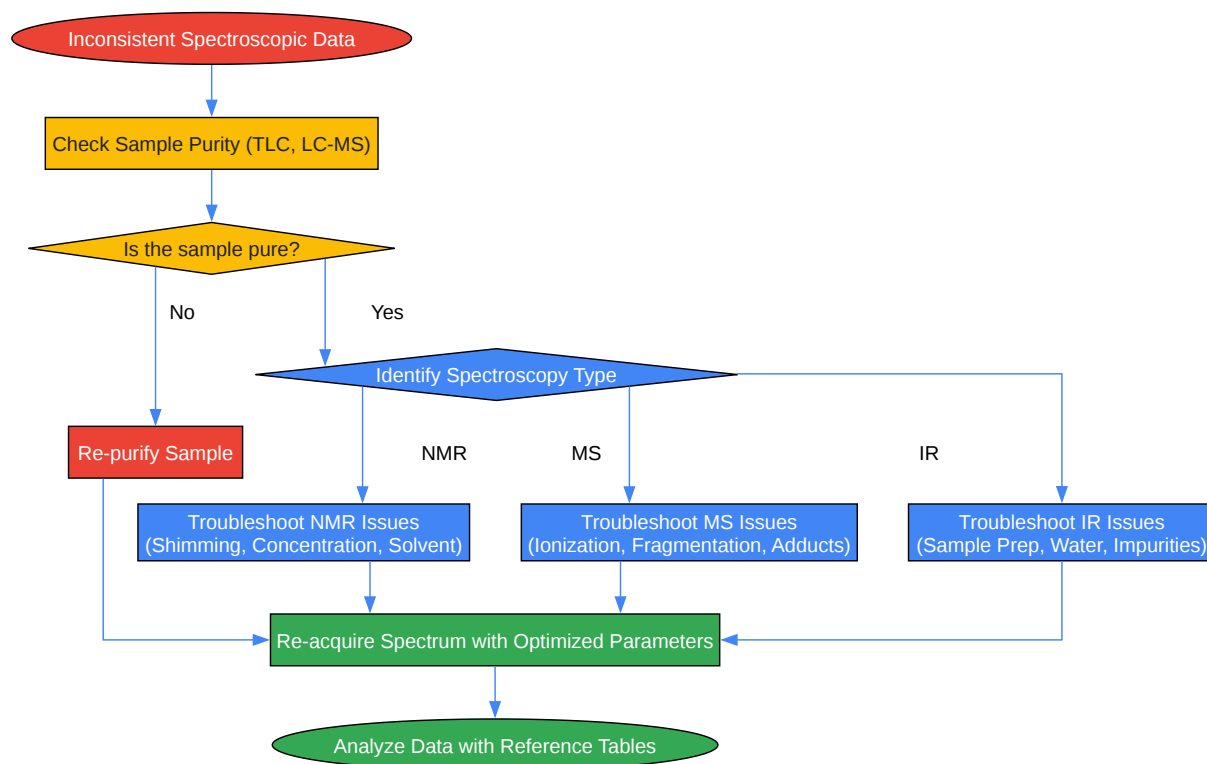 Inconsistent Spectroscopic Data
Check Sample Purity (TLC, LC-MS)
Is the sample pure?
No
Yes
Identify Spectroscopy Type
Re-purify Sample
NMR
MS
IR
Troubleshoot NMR Issues
(Shimming, Concentration, Solvent)
Troubleshoot MS Issues
(Ionization, Fragmentation, Adducts)
Troubleshoot IR Issues
(Sample Prep, Water, Impurities)
Re-acquire Spectrum with Optimized Parameters
Analyze Data with Reference Tables